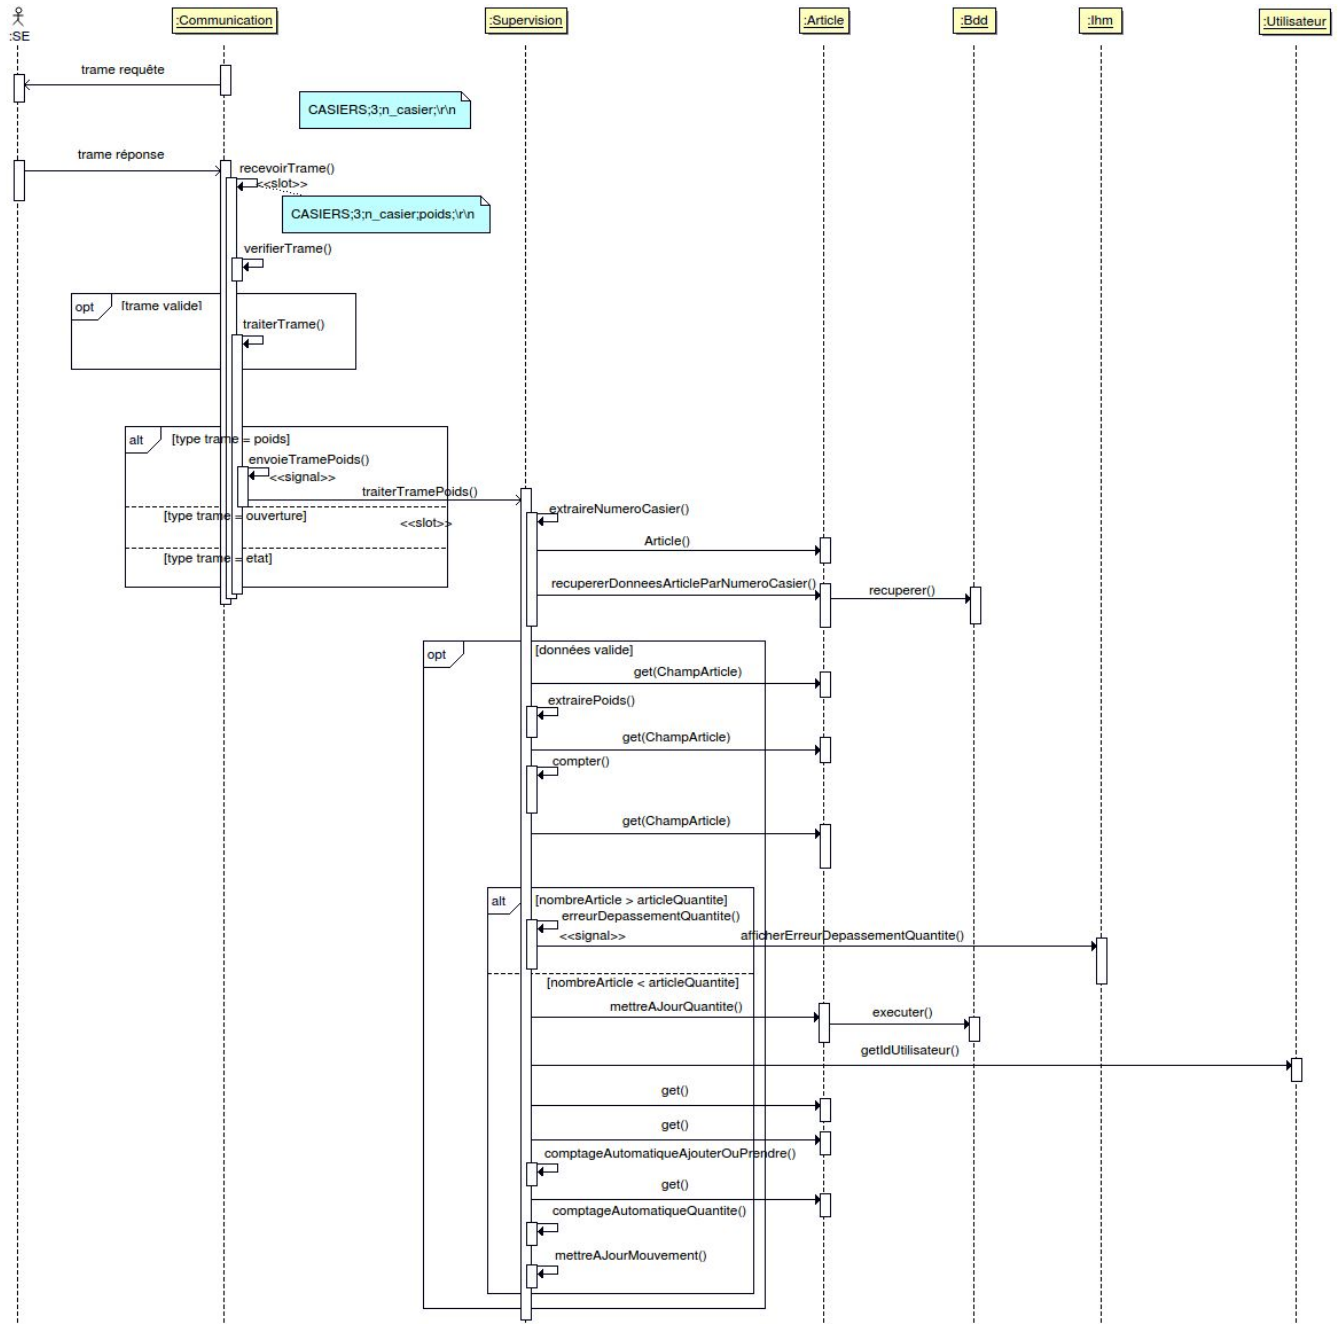 :SE
:Communication
:Supervision
:Article
:Bdd
:Ihm
:Utilisateur
trame requête
CASIERS;3;n_casier;\r\n
trame réponse
recevoirTrame()
<<slot>>
CASIERS;3;n_casier;poids;\r\n
verifierTrame()
opt
[trame valide]
traiterTrame()
alt
[type trame = poids]
envoieTramePoids()
<<signal>>
traiterTramePoids()
[type trame = ouverture]
<<slot>>
extraireNumeroCasier()
Article()
[type trame = etat]
recupererDonneesArticleParNumeroCasier()
recuperer()
opt
[données valide]
get(ChampArticle)
extrairePoids()
get(ChampArticle)
compter()
get(ChampArticle)
alt
[nombreArticle > articleQuantite]
erreurDepassementQuantite()
<<signal>>
afficherErreurDepassementQuantite()
[nombreArticle < articleQuantite]
mettreAJourQuantite()
executer()
getIdUtilisateur()
get()
get()
comptageAutomatiqueAjouterOuPrendre()
get()
comptageAutomatiqueQuantite()
mettreAJourMouvement()